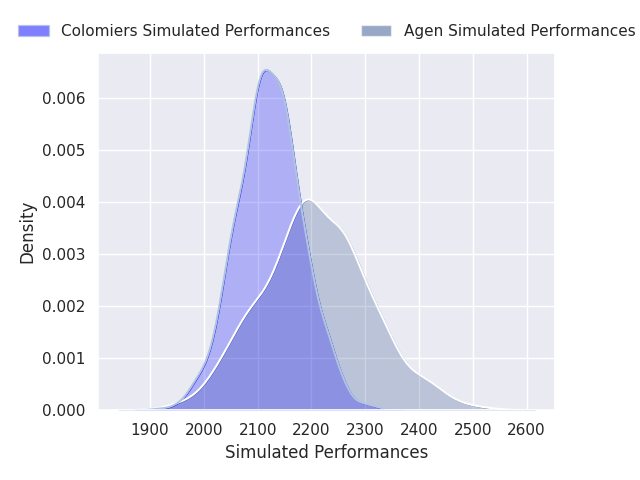 Colomiers Simulated Performances Agen Simulated Performances
0.006
0.005
0.004
0.003
0.002
0.001
0.000
Density
1900 2000 2100 2200 2300 2400 2500 2600
Simulated Performances